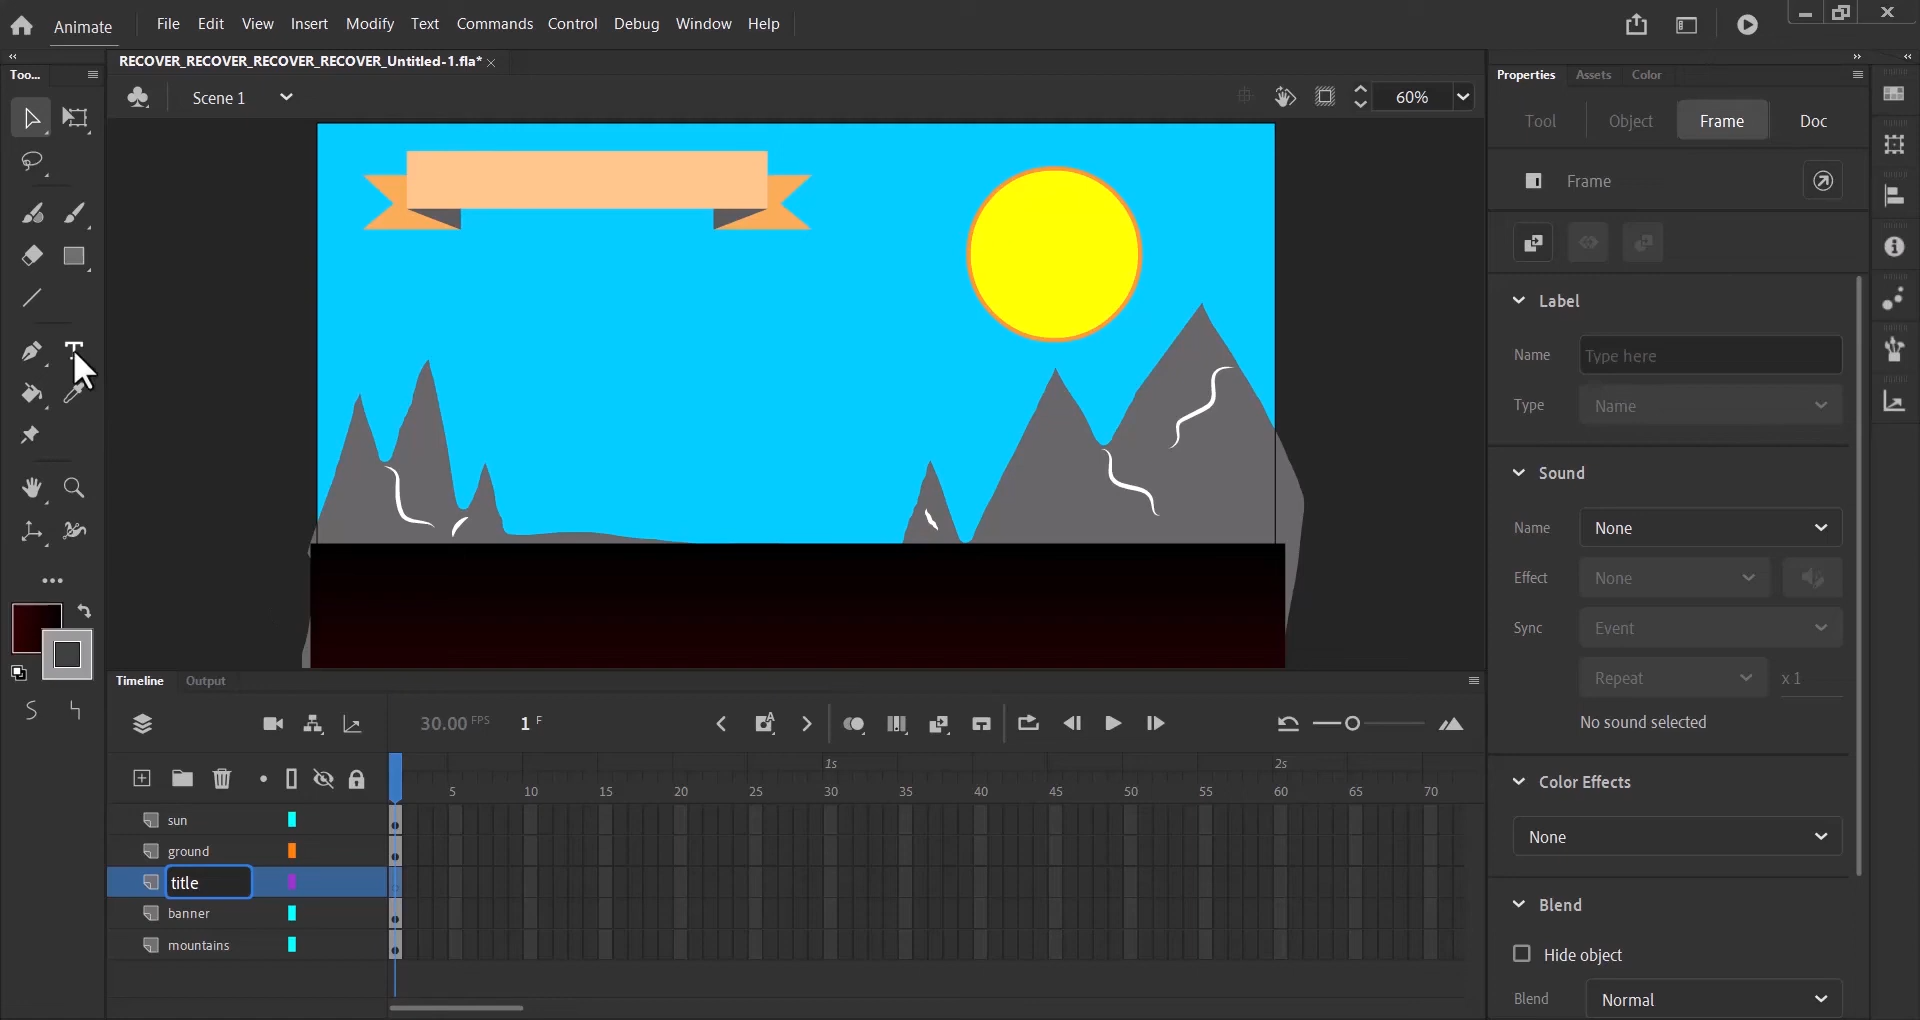 Animate File Edit View Insert Modify Text Commands Control Debug Window Help
RECOVER_RECOVER_RECOVER_RECOVER_Untitled-1.fla*
Too...
Scene 1
60%
Properties Assets Color
Tool Object Frame Doc
Frame
Label
Name Type here
Type Name
Sound
Name None
Effect None
Sync Event
Repeat x 1
No sound selected
Color Effects
None
Blend
Hide object
Blend Normal
Timeline Output
30.00 FPS 1 F
1s 2s
5 10 15 20 25 30 35 40 45 50 55 60 65 70
sun
ground
title
banner
mountains